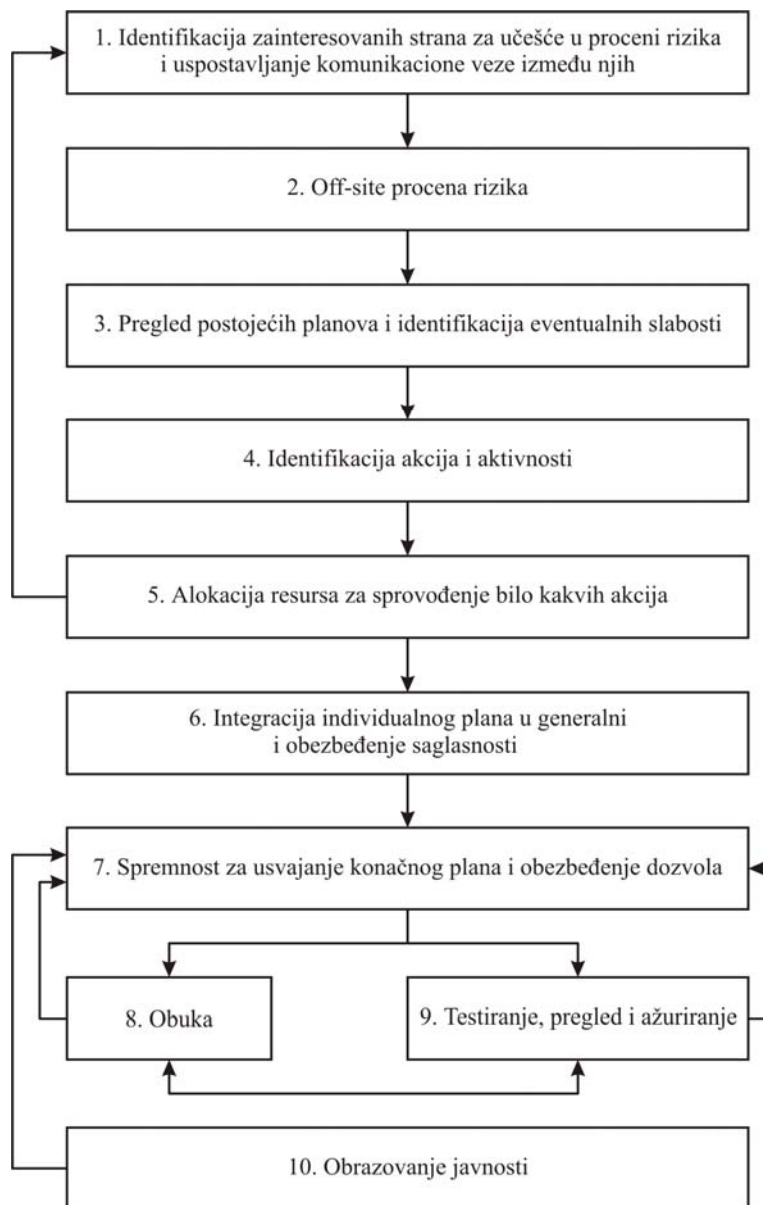 1. Identifikacija zainteresovanih strana za učešće u proceni rizika
i uspostavljanje komunikacione veze između njih
2. Off-site procena rizika
3. Pregled postojećih planova i identifikacija eventualnih slabosti
4. Identifikacija akcija i aktivnosti
5. Alokacija resursa za sprovođenje bilo kakvih akcija
6. Integracija individualnog plana u generalni
i obezbeđenje saglasnosti
7. Spremnost za usvajanje konačnog plana i obezbeđenje dozvola
8. Obuka
9. Testiranje, pregled i ažuriranje
10. Obrazovanje javnosti